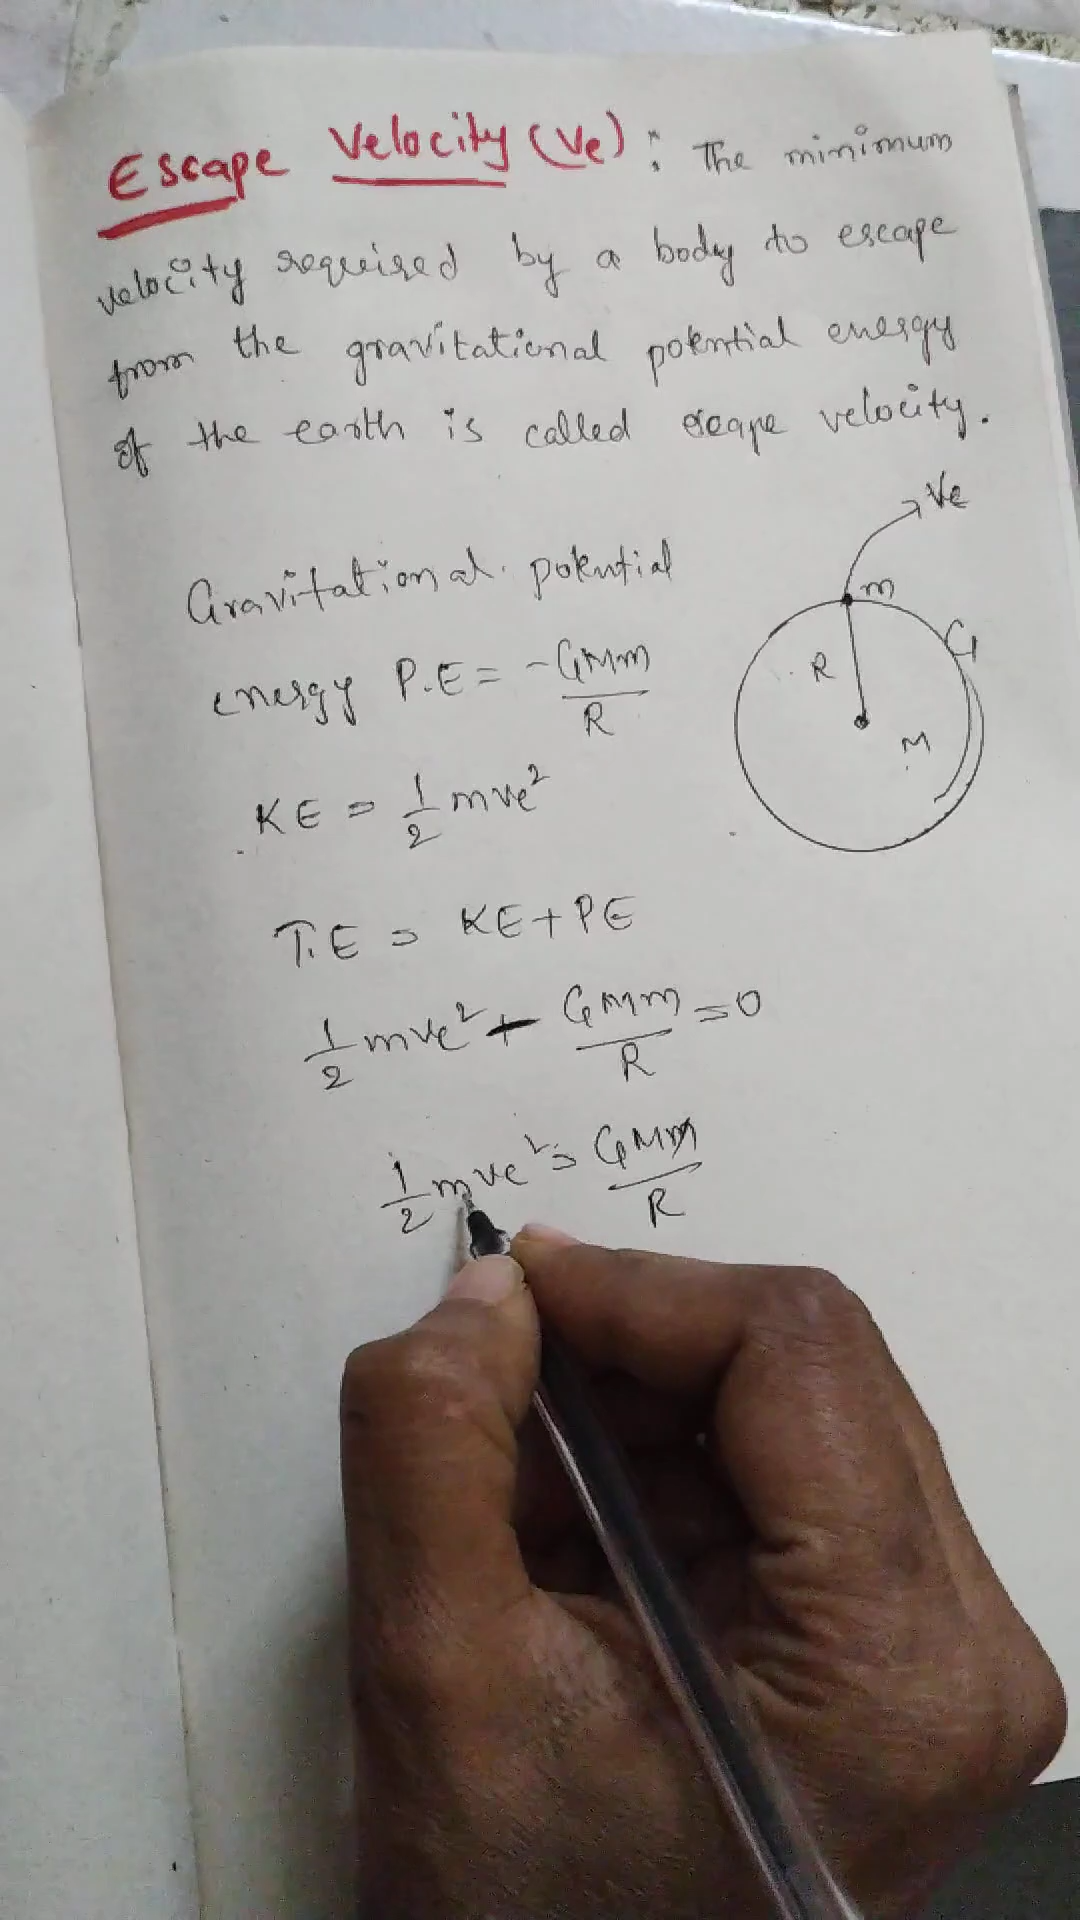 Escape Velocity (Ve) : The minimum
velocity required by a body to escape
from the gravitational potential energy
of the earth is called escape velocity.
Ve
m
G
R
M
Gravitational potential
energy P.E = -GMm/R
KE = 1/2 mve²
T.E = KE+PE
1/2 mve² - GMm/R = 0
1/2 mve² = GMm/R